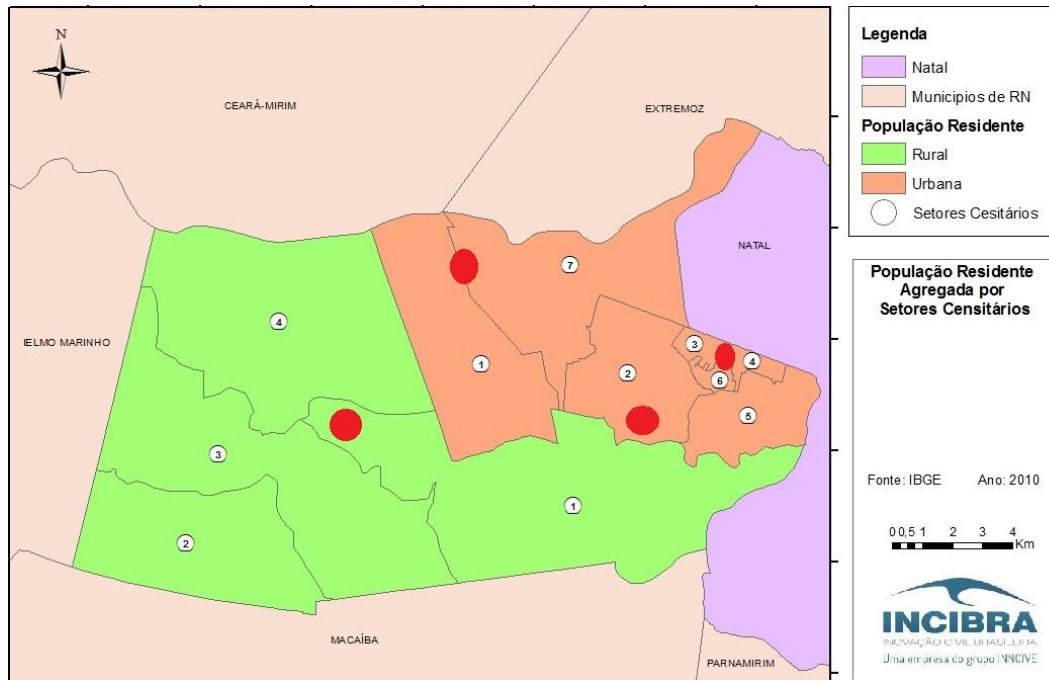 N
CEARÁ-MIRIM
EXTREMOZ
NATAL
IELMO MARINHO
7
4
3
4
1
2
6
5
3
1
2
MACAÍBA
PARNAMIRIM
Legenda
Natal
Municipios de RN
População Residente
Rural
Urbana
Setores Cesitários
População Residente
Agregada por
Setores Censitários
Fonte: IBGE Ano: 2010
0 0,5 1 2 3 4
Km
INCIBRA
INOVAÇÃO CIVIL BRASILEIRA
Uma empresa do grupo INNCIVE